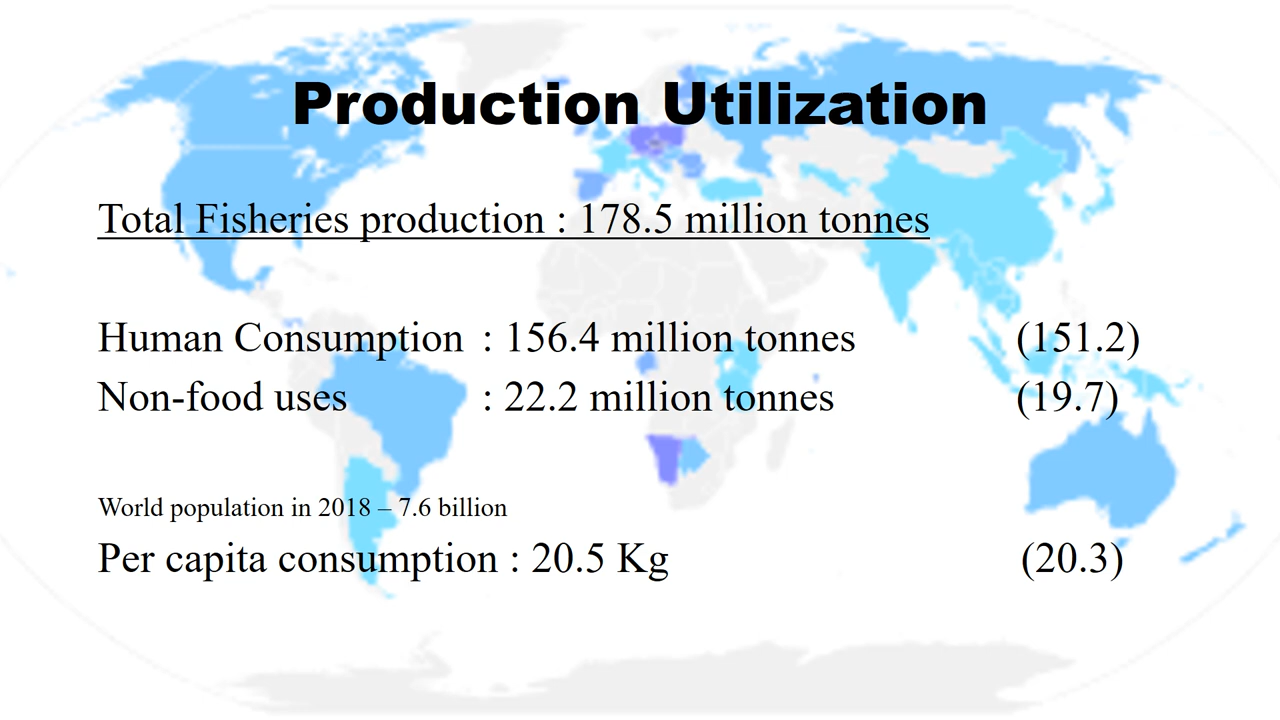 Production Utilization
Total Fisheries production : 178.5 million tonnes
Human Consumption : 156.4 million tonnes (151.2)
Non-food uses : 22.2 million tonnes (19.7)
World population in 2018 – 7.6 billion
Per capita consumption : 20.5 Kg (20.3)